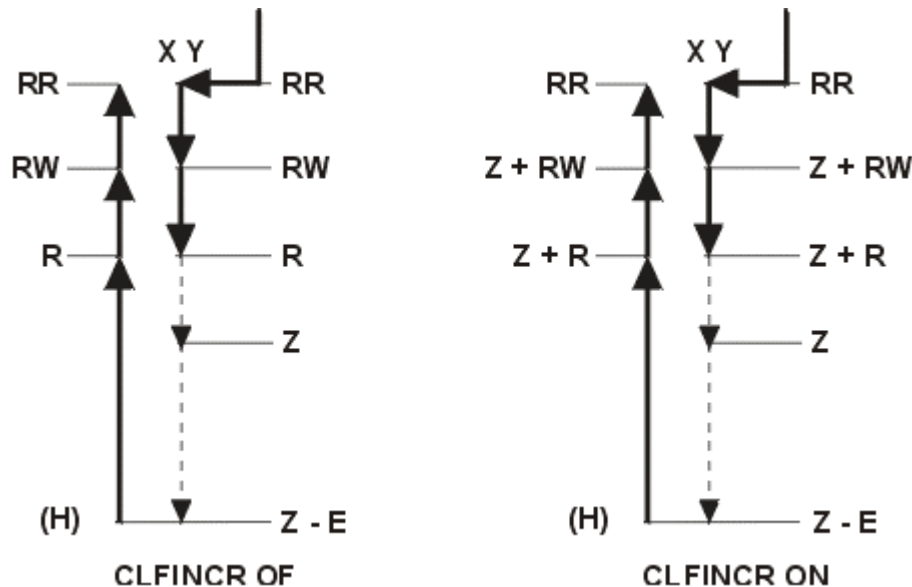 X Y X Y
RR RR RR RR
RW RW Z + RW Z + RW
R R Z + R Z + R
Z Z
(H) Z - E (H) Z - E
CLFINCR OF CLFINCR ON